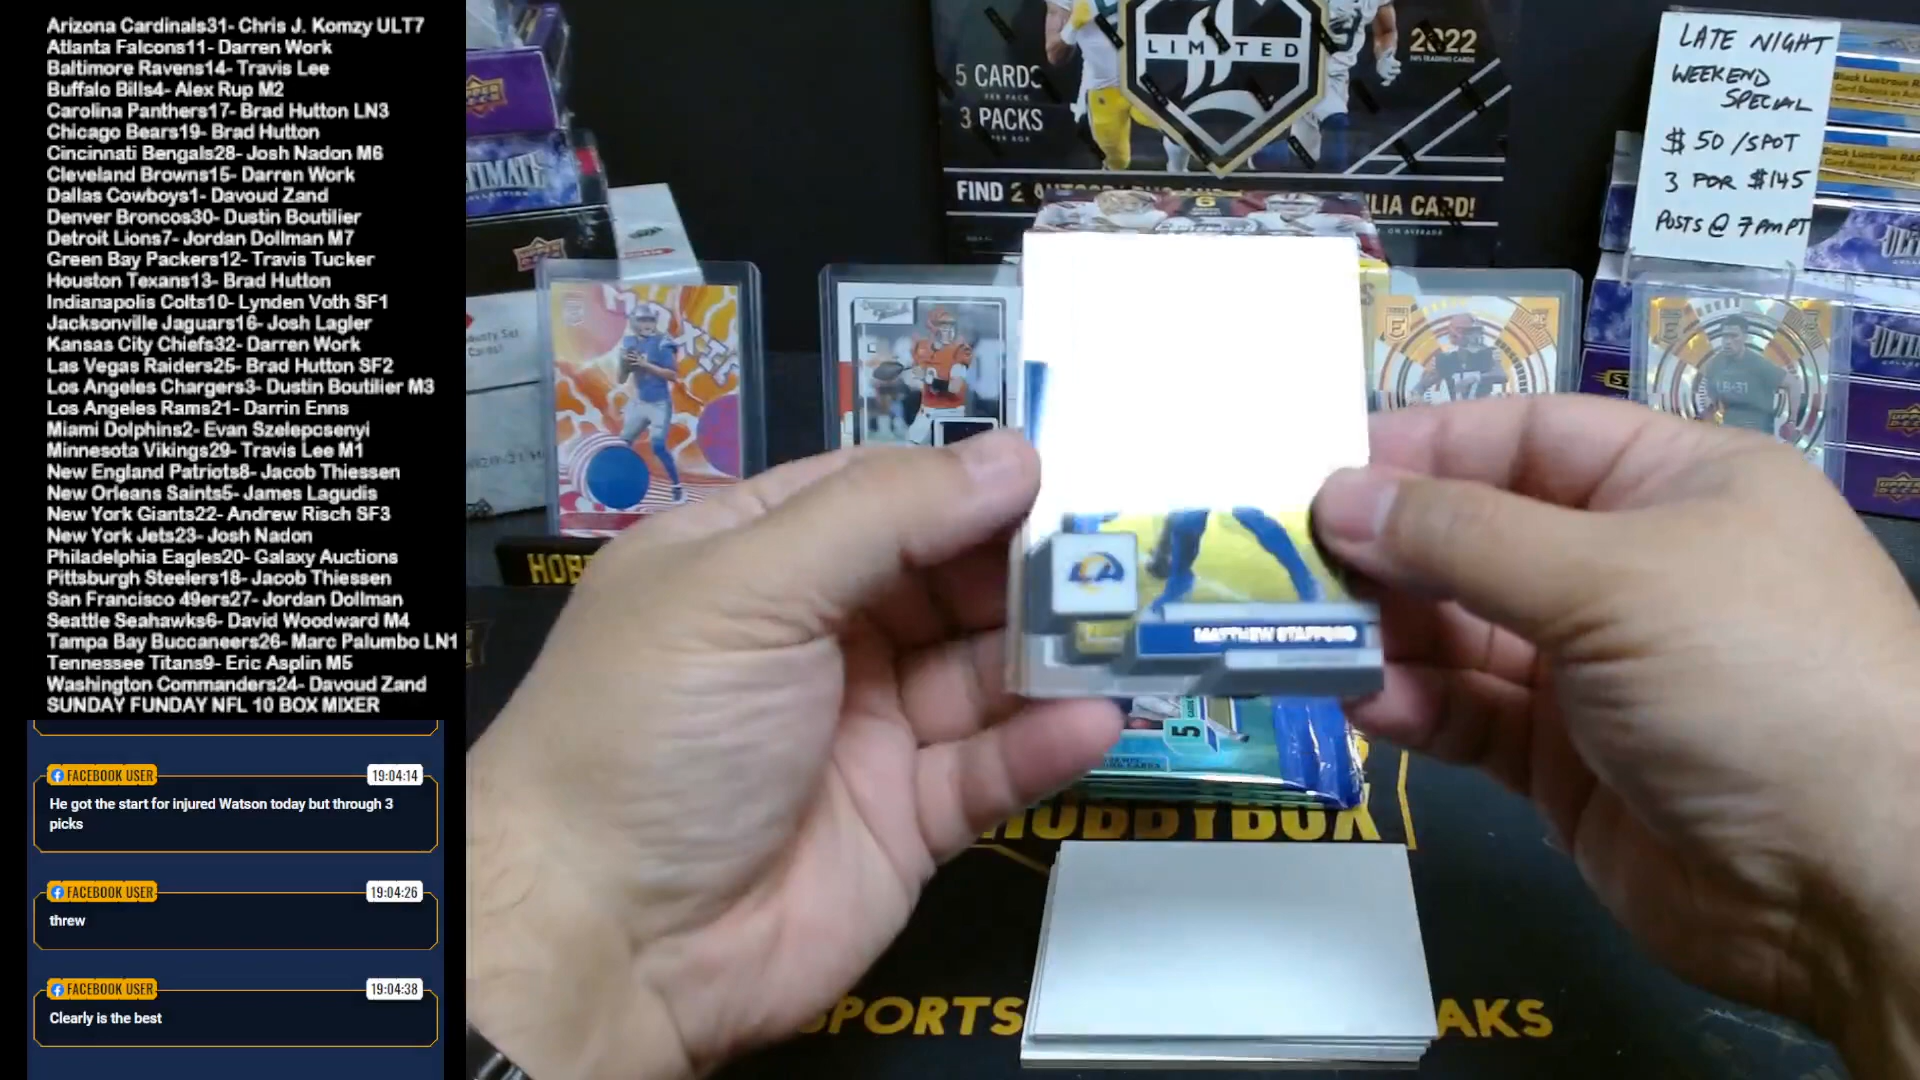 Arizona Cardinals31- Chris J. Komzy ULT7
Atlanta Falcons11- Darren Work
Baltimore Ravens14- Travis Lee
Buffalo Bills4- Alex Rup M2
Carolina Panthers17- Brad Hutton LN3
Chicago Bears19- Brad Hutton
Cincinnati Bengals28- Josh Nadon M6
Cleveland Browns15- Darren Work
Dallas Cowboys1- Davoud Zand
Denver Broncos30- Dustin Boutilier
Detroit Lions7- Jordan Dollman M7
Green Bay Packers12- Travis Tucker
Houston Texans13- Brad Hutton
Indianapolis Colts10- Lynden Voth SF1
Jacksonville Jaguars16- Josh Lagler
Kansas City Chiefs32- Darren Work
Las Vegas Raiders25- Brad Hutton SF2
Los Angeles Chargers3- Dustin Boutilier M3
Los Angeles Rams21- Darrin Enns
Miami Dolphins2- Evan Szelepcsenyi
Minnesota Vikings29- Travis Lee M1
New England Patriots8- Jacob Thiessen
New Orleans Saints5- James Lagudis
New York Giants22- Andrew Risch SF3
New York Jets23- Josh Nadon
Philadelphia Eagles20- Galaxy Auctions
Pittsburgh Steelers18- Jacob Thiessen
San Francisco 49ers27- Jordan Dollman
Seattle Seahawks6- David Woodward M4
Tampa Bay Buccaneers26- Marc Palumbo LN1
Tennessee Titans9- Eric Asplin M5
Washington Commanders24- Davoud Zand
SUNDAY FUNDAY NFL 10 BOX MIXER
FACEBOOK USER 19:04:14
He got the start for injured Watson today but through 3
picks
FACEBOOK USER 19:04:26
threw
FACEBOOK USER 19:04:38
Clearly is the best
LIMITED
2022
5 CARDS
PER PACK
3 PACKS
PER BOX
FIND 2
CARD!
LATE NIGHT
WEEKEND
SPECIAL
$50/SPOT
3 FOR $145
POSTS @ 7PM PT
UPPER DECK
MATTHEW STAFFORD
5
HOBBYBOX
SPORTS